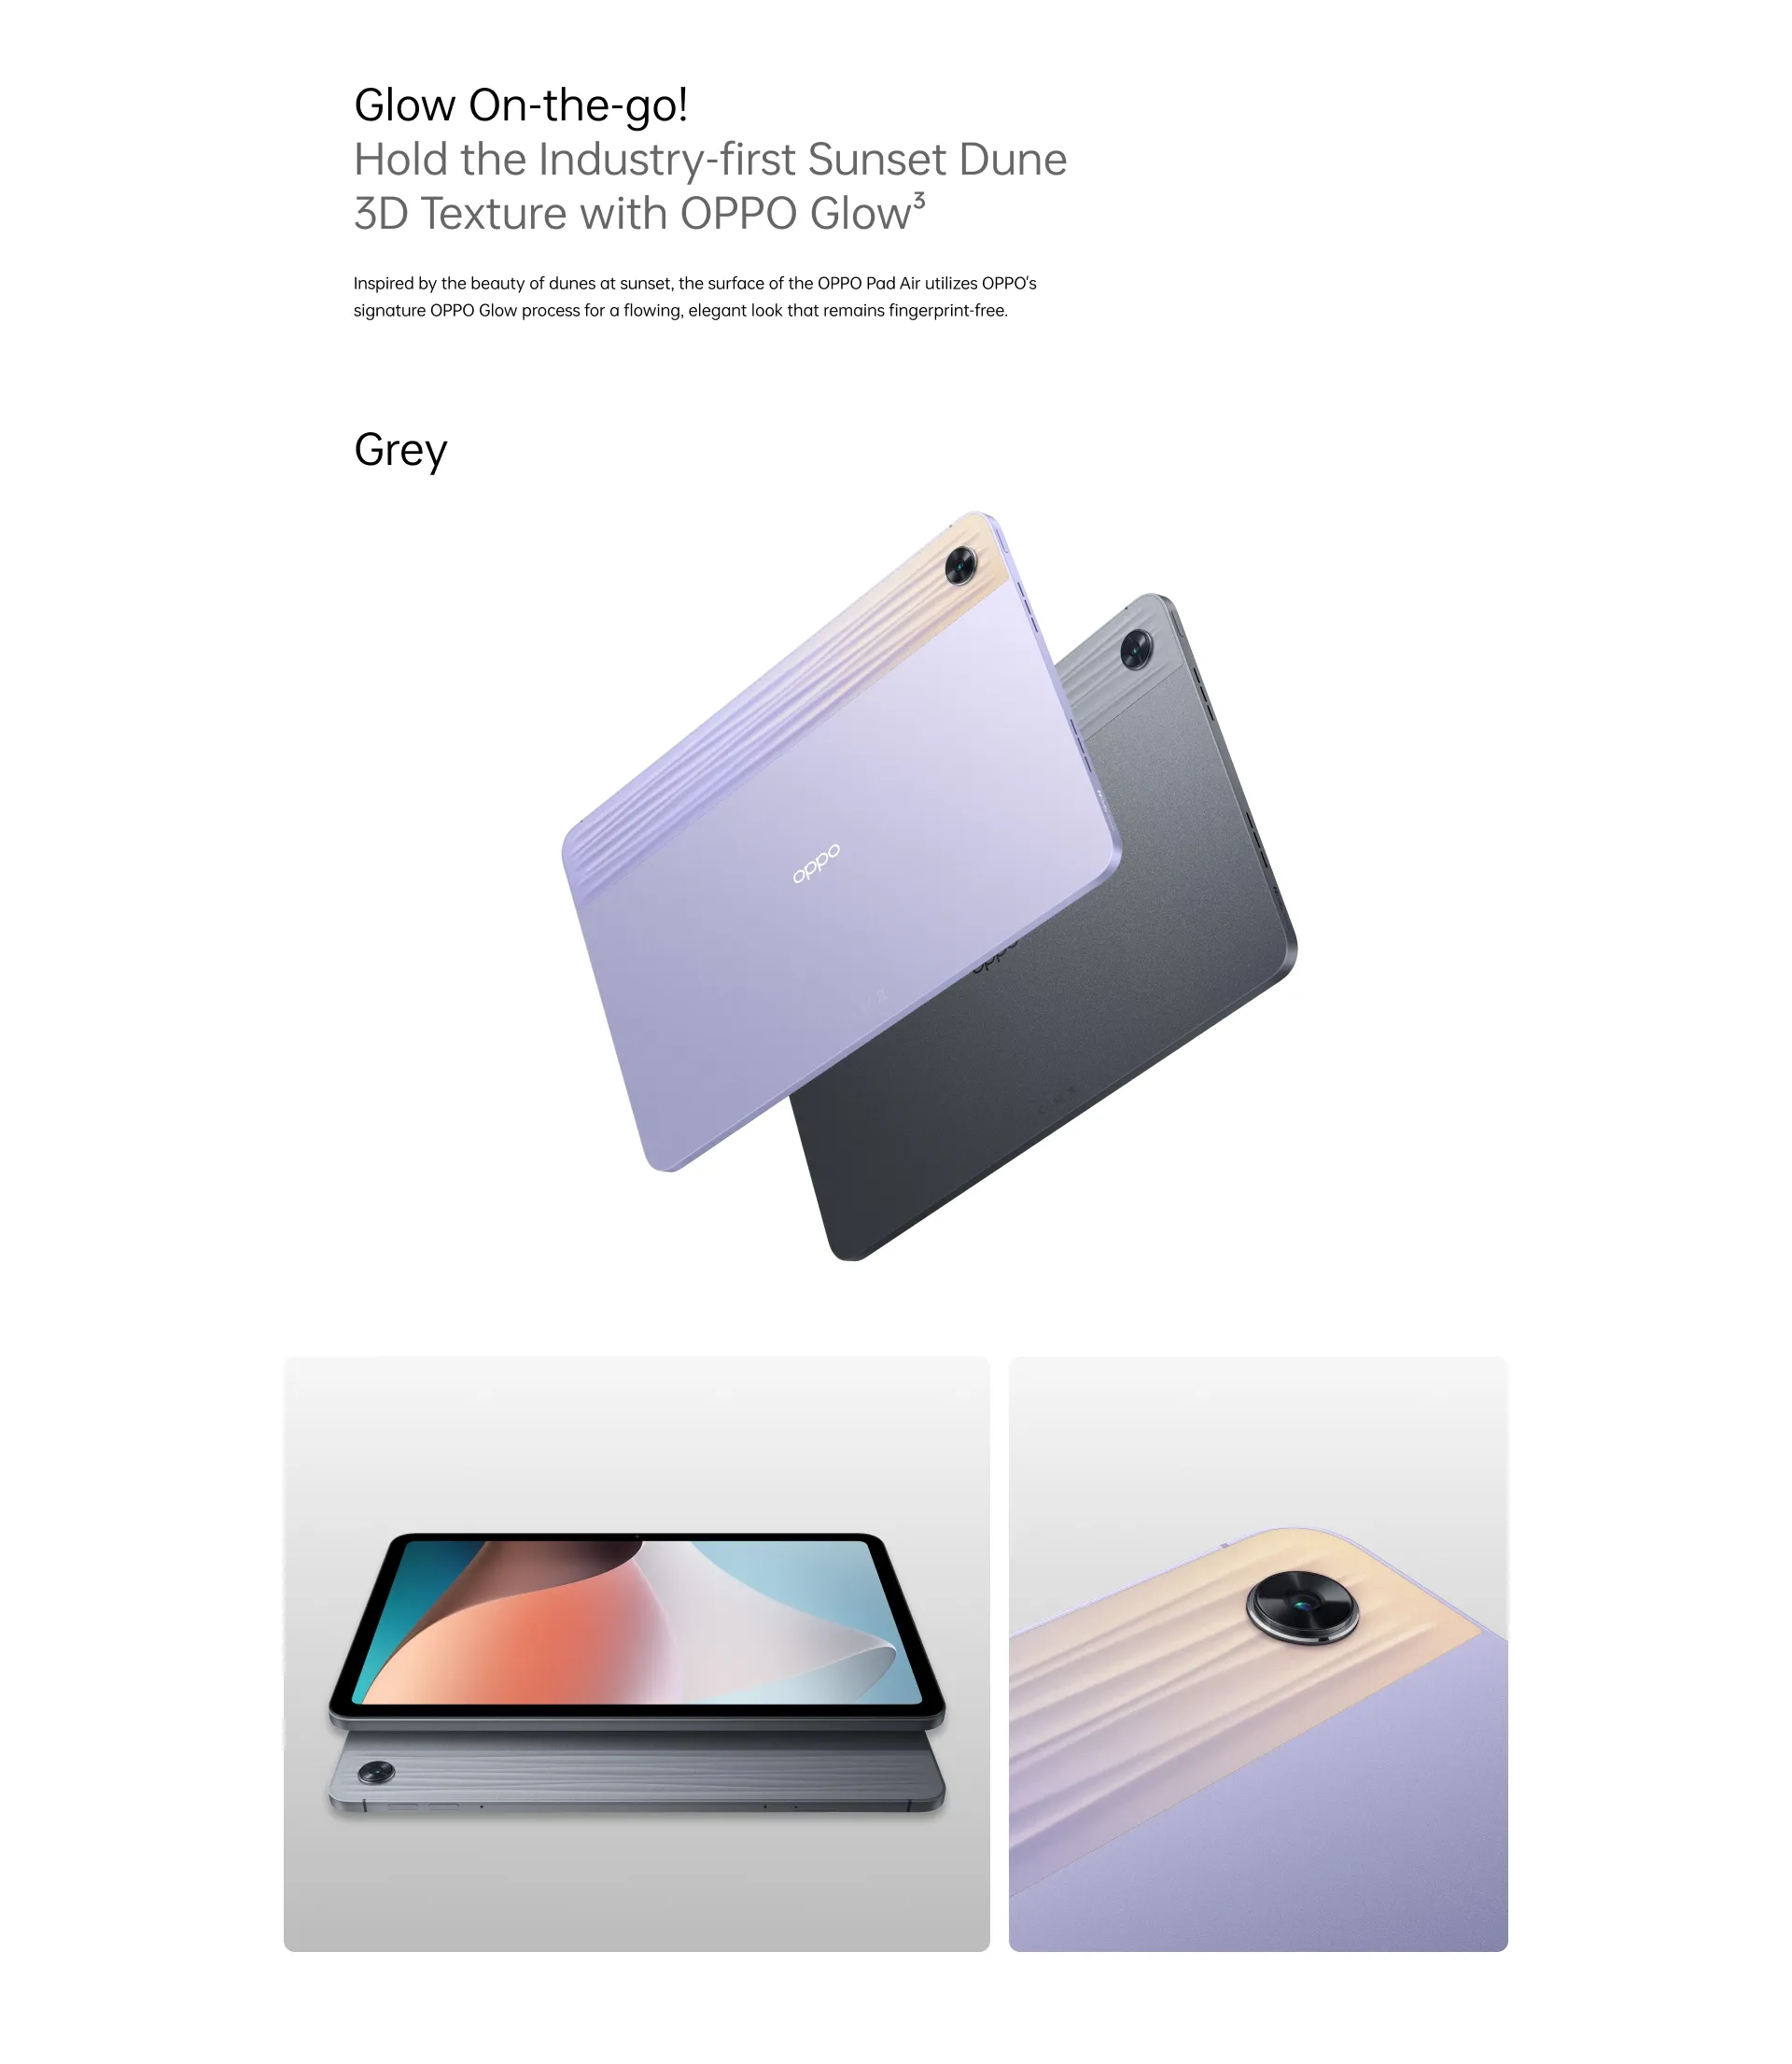 Glow On-the-go!
Hold the Industry-first Sunset Dune
3D Texture with OPPO Glow³
Inspired by the beauty of dunes at sunset, the surface of the OPPO Pad Air utilizes OPPO's
signature OPPO Glow process for a flowing, elegant look that remains fingerprint-free.
Grey
oppo
oppo